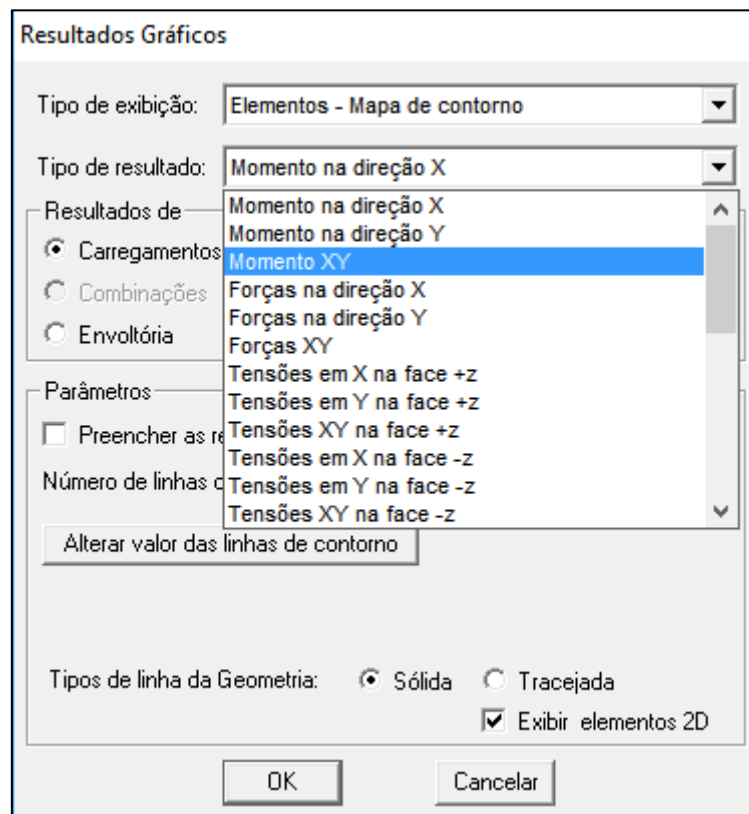 Resultados Gráficos
Tipo de exibição: Elementos - Mapa de contorno
Tipo de resultado: Momento na direção X
Momento na direção X
Momento na direção Y
Momento XY
Forças na direção X
Forças na direção Y
Forças XY
Tensões em X na face +z
Tensões em Y na face +z
Tensões XY na face +z
Tensões em X na face -z
Tensões em Y na face -z
Tensões XY na face -z
Resultados de
Carregamentos
Combinações
Envoltória
Parâmetros
Preencher as
Número de linhas
Alterar valor das linhas de contorno
Tipos de linha da Geometria: Sólida Tracejada
Exibir elementos 2D
OK Cancelar